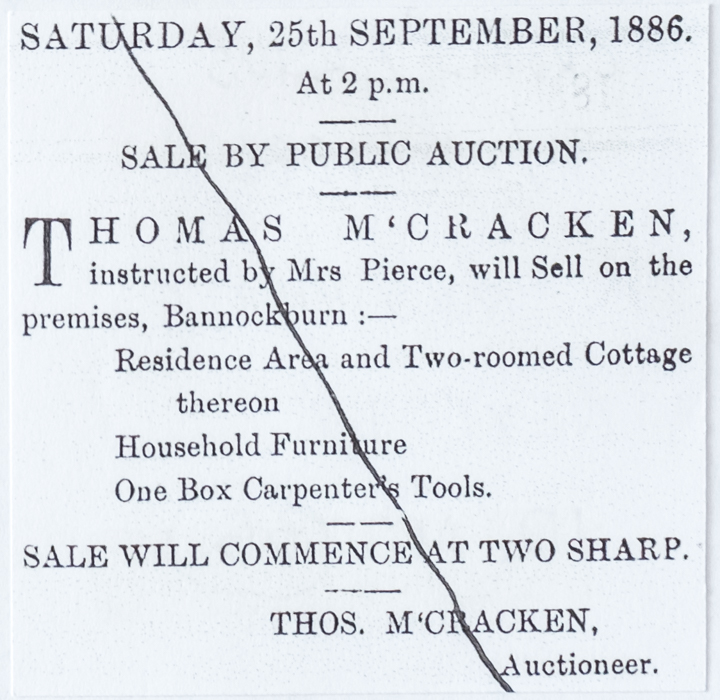 SATURDAY, 25th SEPTEMBER, 1886.
At 2 p.m.
SALE BY PUBLIC AUCTION.
THOMAS M‘CRACKEN,
instructed by Mrs Pierce, will Sell on the
premises, Bannockburn :—
Residence Area and Two-roomed Cottage
thereon
Household Furniture
One Box Carpenter's Tools.
SALE WILL COMMENCE AT TWO SHARP.
THOS. M‘CRACKEN,
Auctioneer.